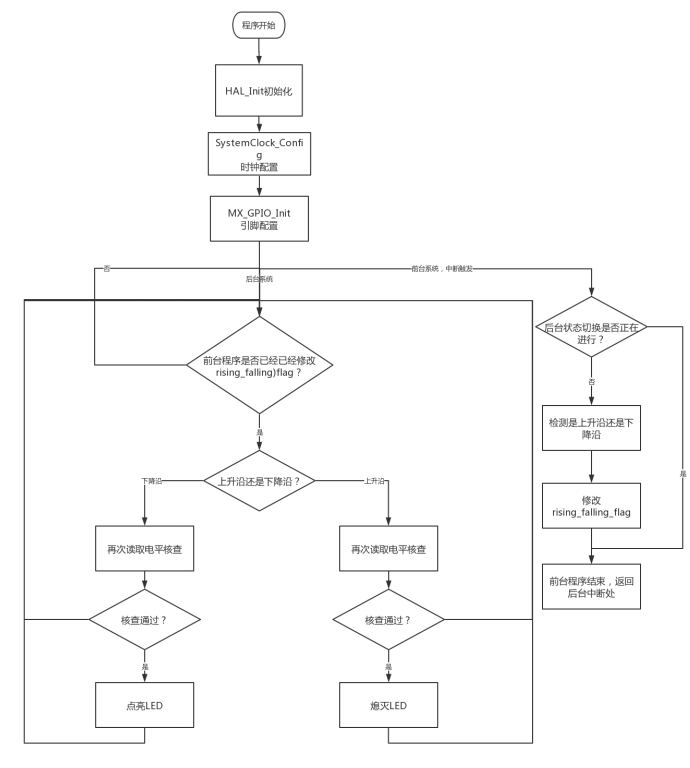 程序开始
HAL_Init初始化
SystemClock_Confi
g
时钟配置
MX_GPIO_Init
引脚配置
否
后台系统
前台系统，中断触发
后台状态切换是否正在
进行？
前台程序是否已经已经修改
rising_falling)flag？
否
是
检测是上升沿还是下
降沿
是
下降沿
上升沿还是下降沿？
上升沿
修改
rising_falling_flag
再次读取电平核查
再次读取电平核查
前台程序结束，返回
后台中断处
核查通过？
核查通过？
是
是
点亮LED
熄灭LED